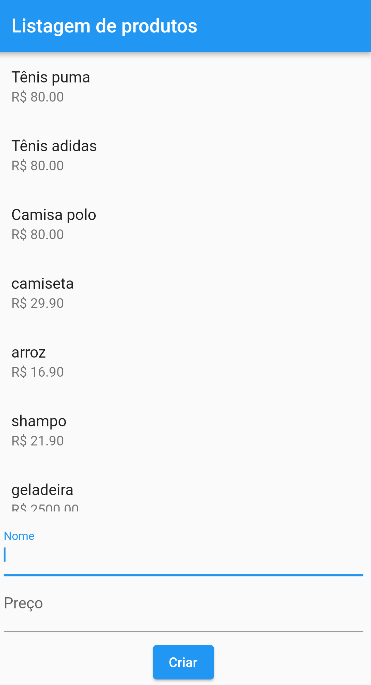 Listagem de produtos
Tênis puma
R$ 80.00
Tênis adidas
R$ 80.00
Camisa polo
R$ 80.00
camiseta
R$ 29.90
arroz
R$ 16.90
shampo
R$ 21.90
geladeira
R$ 2500.00
Nome
Preço
Criar